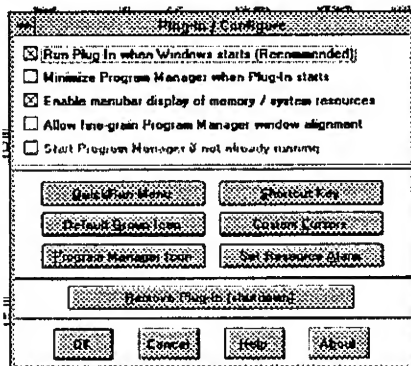 Plug-In / Configure
Run Plug-In when Windows starts (Recommended)
Minimize Program Manager when Plug-In starts
Enable menubar display of memory / system resources
Allow fine-grain Program Manager window alignment
Start Program Manager if not already running
QuickRun Menu
Shortcut Key
Default Group Icon
Custom Cursors
Program Manager Icon
Set Resource Alarm
Remove Plug-In (shutdown)
OK
Cancel
Help
About